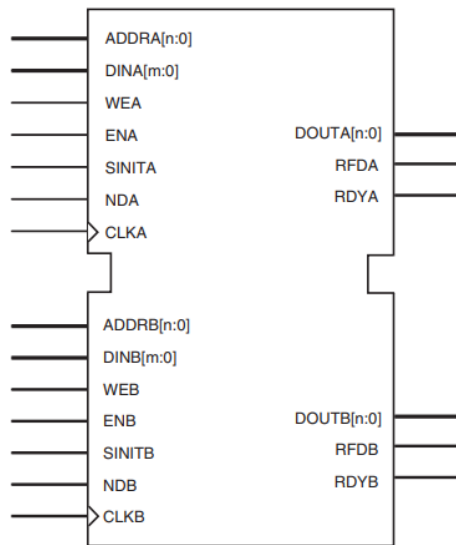 ADDRA[n:0]
DINA[m:0]
WEA
ENA
SINITA
NDA
CLKA
DOUTA[n:0]
RFDA
RDYA
ADDRB[n:0]
DINB[m:0]
WEB
ENB
SINITB
NDB
CLKB
DOUTB[n:0]
RFDB
RDYB